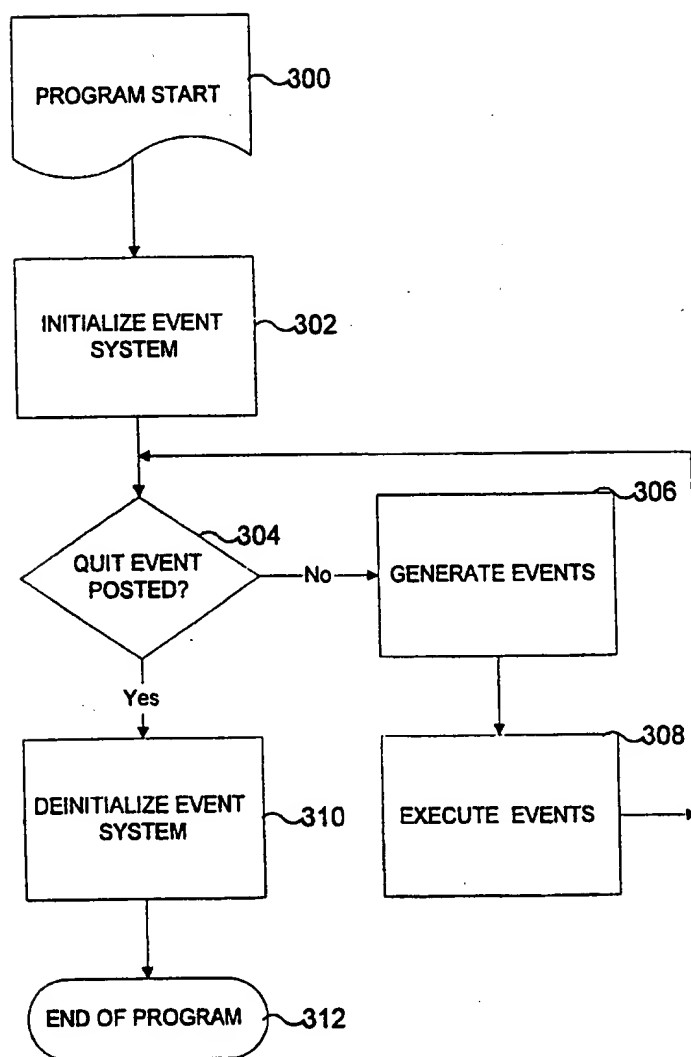 PROGRAM START
300
INITIALIZE EVENT
SYSTEM
302
QUIT EVENT
POSTED?
304
No
306
GENERATE EVENTS
Yes
308
EXECUTE EVENTS
DEINITIALIZE EVENT
SYSTEM
310
END OF PROGRAM
312